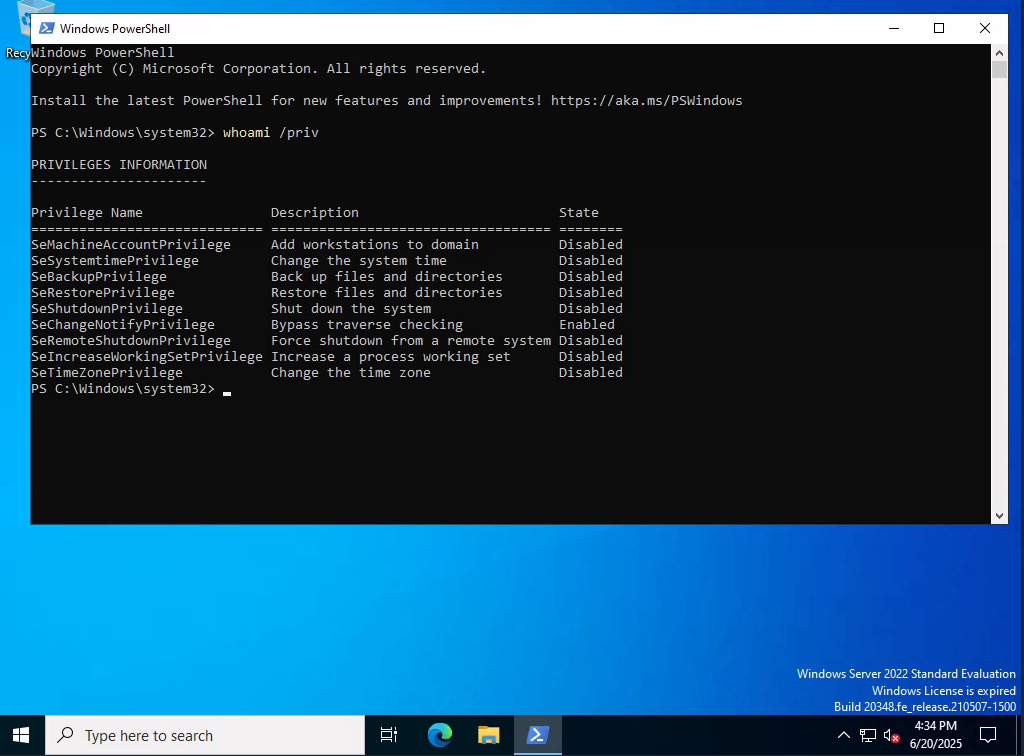 Windows PowerShell
Recy
Windows PowerShell
Copyright (C) Microsoft Corporation. All rights reserved.
Install the latest PowerShell for new features and improvements! https://aka.ms/PSWindows
PS C:\Windows\system32> whoami /priv
PRIVILEGES INFORMATION
----------------------
Privilege Name                Description                         State
============================= =================================== ========
SeMachineAccountPrivilege     Add workstations to domain          Disabled
SeSystemtimePrivilege         Change the system time              Disabled
SeBackupPrivilege             Back up files and directories       Disabled
SeRestorePrivilege            Restore files and directories       Disabled
SeShutdownPrivilege           Shut down the system                Disabled
SeChangeNotifyPrivilege       Bypass traverse checking            Enabled
SeRemoteShutdownPrivilege     Force shutdown from a remote system Disabled
SeIncreaseWorkingSetPrivilege Increase a process working set      Disabled
SeTimeZonePrivilege           Change the time zone                Disabled
PS C:\Windows\system32>
Windows Server 2022 Standard Evaluation
Windows License is expired
Build 20348.fe_release.210507-1500
Type here to search
4:34 PM
6/20/2025